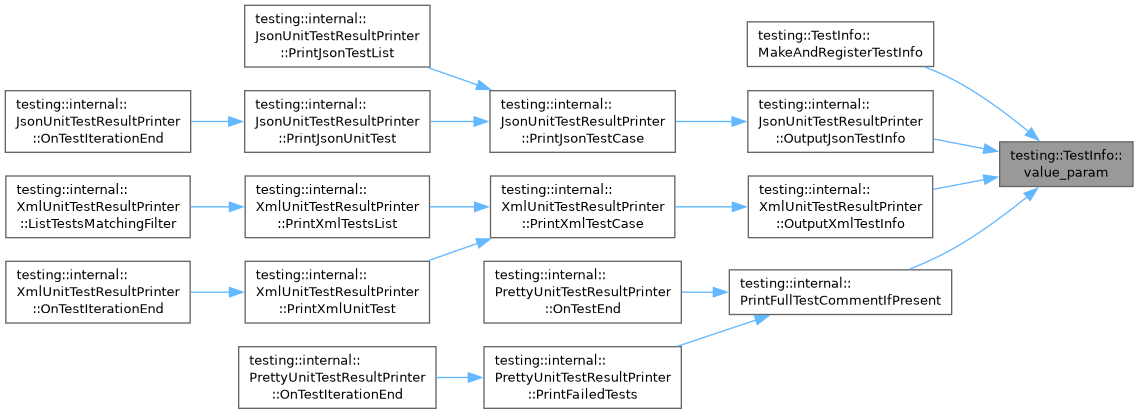 testing::internal::
JsonUnitTestResultPrinter
::PrintJsonTestList
testing::TestInfo::
MakeAndRegisterTestInfo
testing::internal::
JsonUnitTestResultPrinter
::OnTestIterationEnd
testing::internal::
JsonUnitTestResultPrinter
::PrintJsonUnitTest
testing::internal::
JsonUnitTestResultPrinter
::PrintJsonTestCase
testing::internal::
JsonUnitTestResultPrinter
::OutputJsonTestInfo
testing::TestInfo::
value_param
testing::internal::
XmlUnitTestResultPrinter
::ListTestsMatchingFilter
testing::internal::
XmlUnitTestResultPrinter
::PrintXmlTestsList
testing::internal::
XmlUnitTestResultPrinter
::PrintXmlTestCase
testing::internal::
XmlUnitTestResultPrinter
::OutputXmlTestInfo
testing::internal::
XmlUnitTestResultPrinter
::OnTestIterationEnd
testing::internal::
XmlUnitTestResultPrinter
::PrintXmlUnitTest
testing::internal::
PrettyUnitTestResultPrinter
::OnTestEnd
testing::internal::
PrintFullTestCommentIfPresent
testing::internal::
PrettyUnitTestResultPrinter
::OnTestIterationEnd
testing::internal::
PrettyUnitTestResultPrinter
::PrintFailedTests